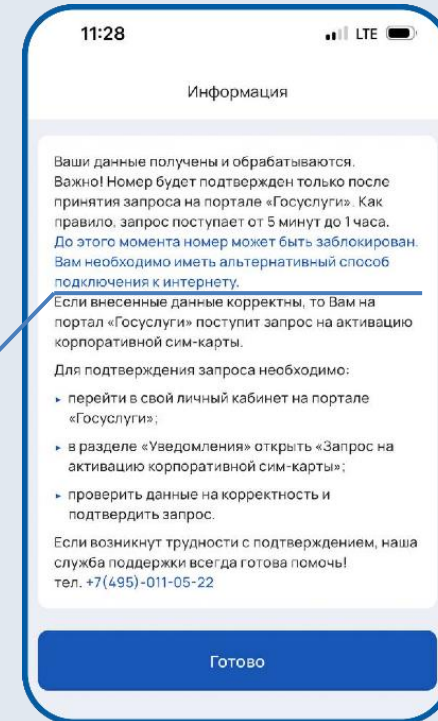 11:28
LTE
Информация
Ваши данные получены и обрабатываются.
Важно! Номер будет подтвержден только после
принятия запроса на портале «Госуслуги». Как
правило, запрос поступает от 5 минут до 1 часа.
До этого момента номер может быть заблокирован.
Вам необходимо иметь альтернативный способ
подключения к интернету.
Если внесенные данные корректны, то Вам на
портал «Госуслуги» поступит запрос на активацию
корпоративной сим-карты.
Для подтверждения запроса необходимо:
▸ перейти в свой личный кабинет на портале
«Госуслуги»;
▸ в разделе «Уведомления» открыть «Запрос на
активацию корпоративной сим-карты»;
▸ проверить данные на корректность и
подтвердить запрос.
Если возникнут трудности с подтверждением, наша
служба поддержки всегда готова помочь!
тел. +7(495)-011-05-22
Готово